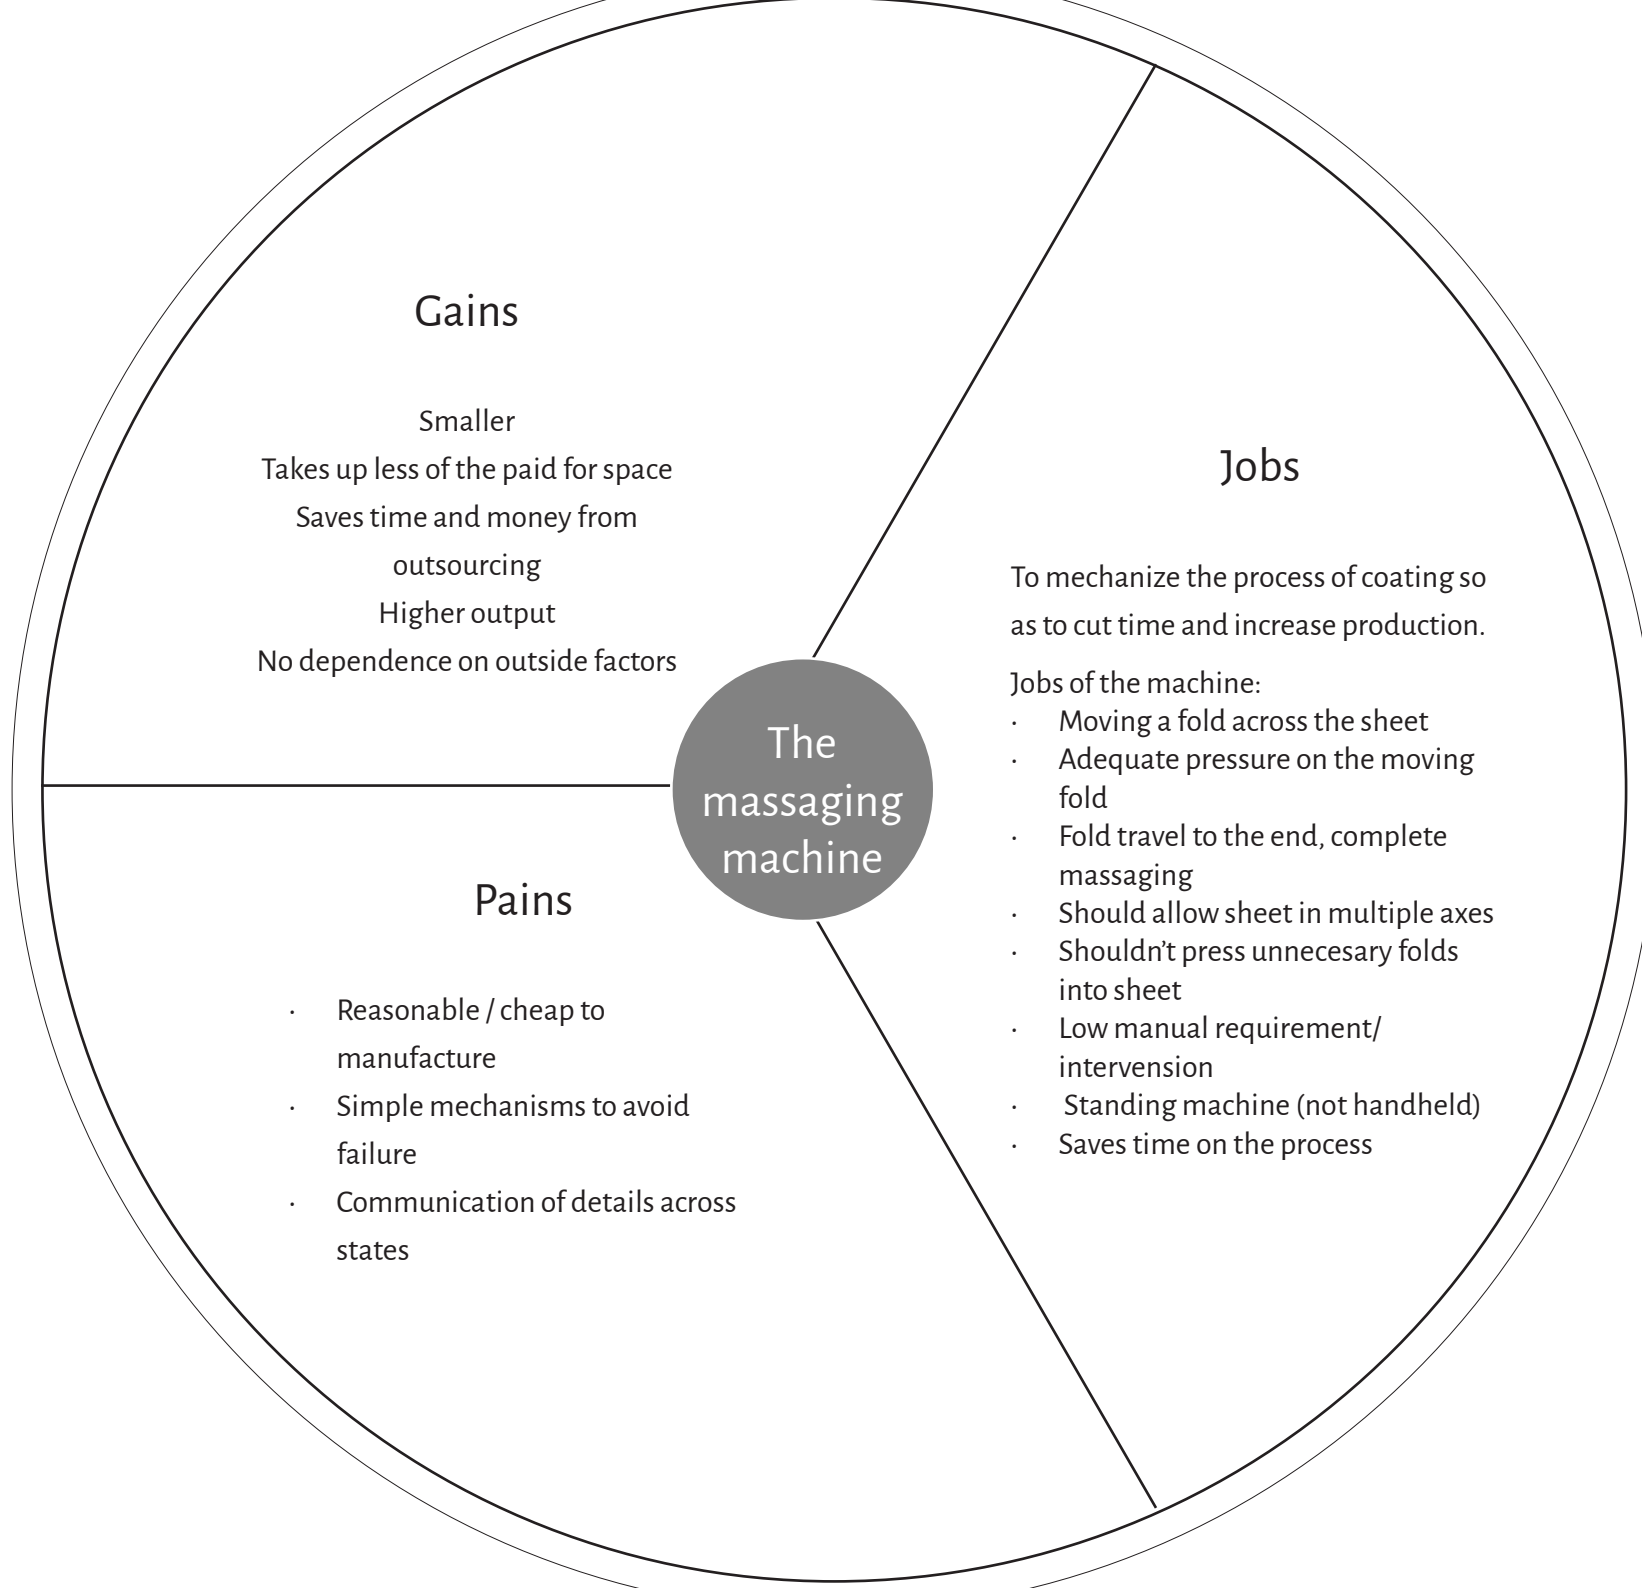 Gains
Smaller
Takes up less of the paid for space
Saves time and money from
outsourcing
Higher output
No dependence on outside factors
The
massaging
machine
Jobs
To mechanize the process of coating so
as to cut time and increase production.
Jobs of the machine:
· Moving a fold across the sheet
· Adequate pressure on the moving
fold
· Fold travel to the end, complete
massaging
· Should allow sheet in multiple axes
· Shouldn’t press unnecesary folds
into sheet
· Low manual requirement/
intervension
· Standing machine (not handheld)
· Saves time on the process
Pains
· Reasonable / cheap to
manufacture
· Simple mechanisms to avoid
failure
· Communication of details across
states